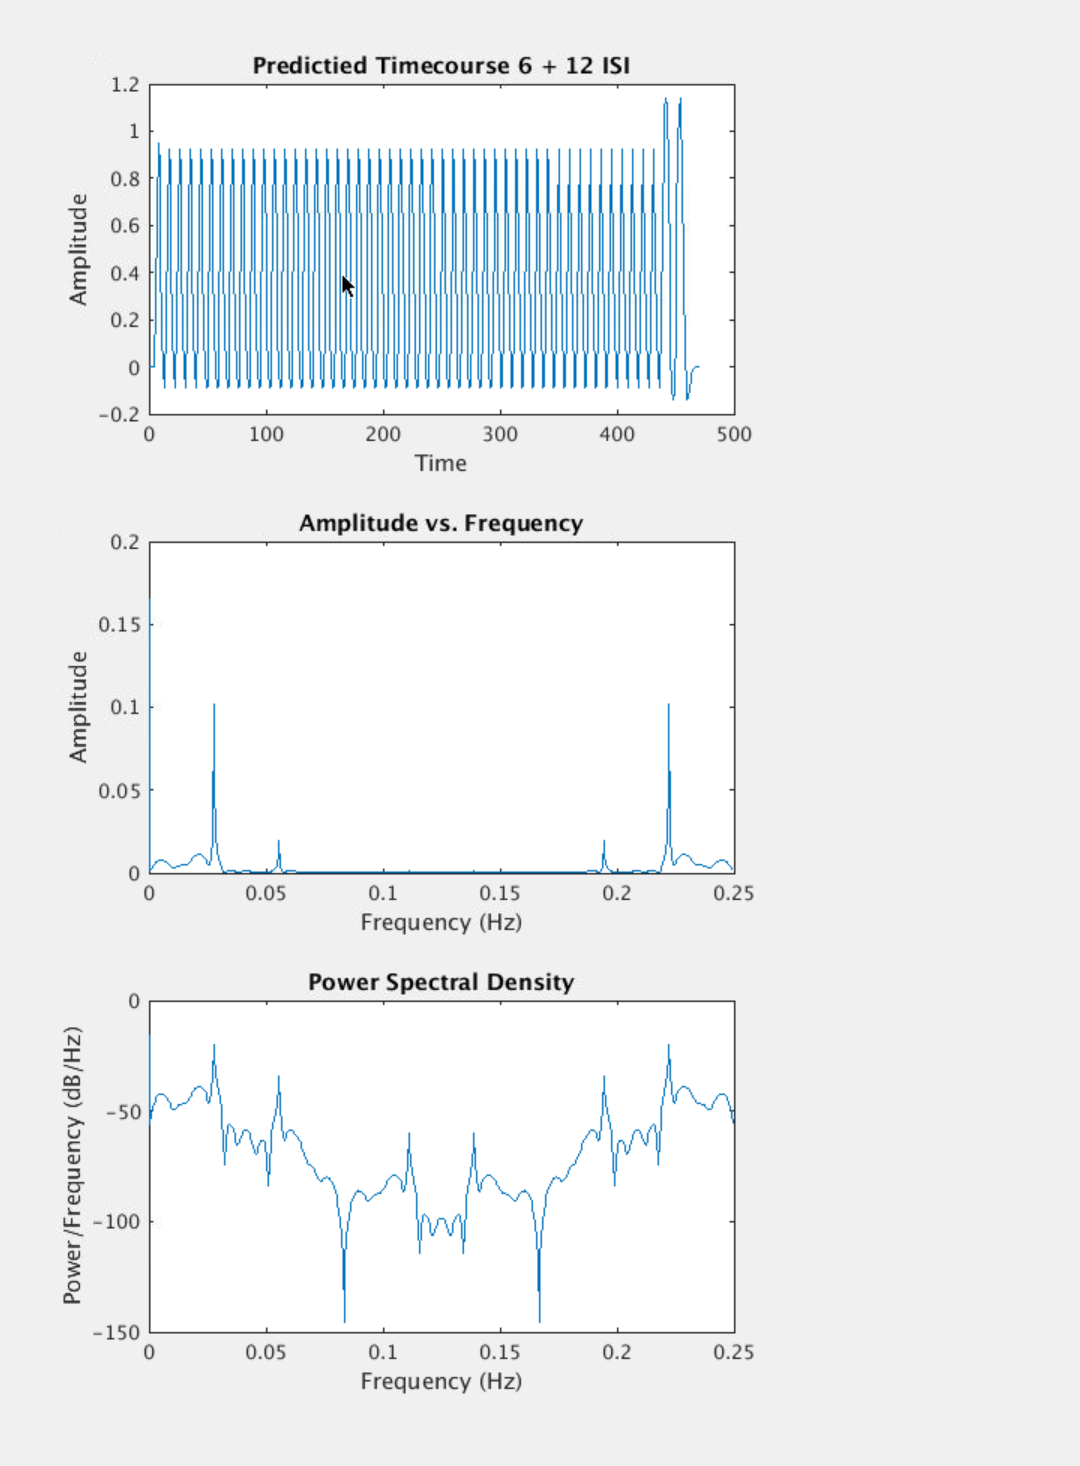 Predictied Timecourse 6 + 12 ISI
1.2
1
0.8
0.6
0.4
0.2
0
−0.2
Amplitude
0 100 200 300 400 500
Time
Amplitude vs. Frequency
0.2
0.15
0.1
0.05
0
Amplitude
0 0.05 0.1 0.15 0.2 0.25
Frequency (Hz)
Power Spectral Density
0
−50
−100
−150
Power/Frequency (dB/Hz)
0 0.05 0.1 0.15 0.2 0.25
Frequency (Hz)